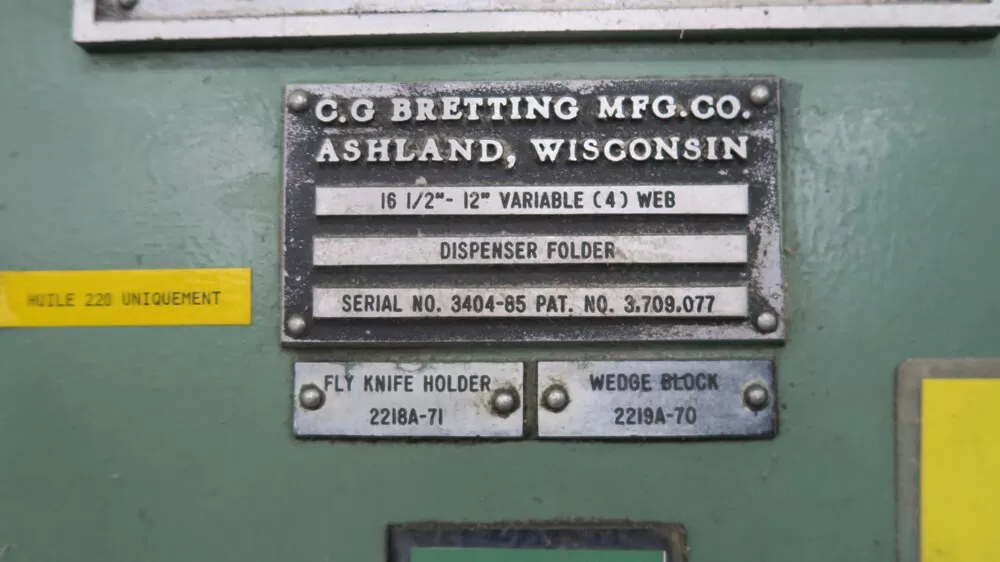 C.G BRETTING MFG.CO.
ASHLAND, WISCONSIN
16 1/2"- 12" VARIABLE (4) WEB
DISPENSER FOLDER
SERIAL NO. 3404-85 PAT. NO. 3.709.077
HUILE 220 UNIQUEMENT
FLY KNIFE HOLDER
2218A-71
WEDGE BLOCK
2219A-70